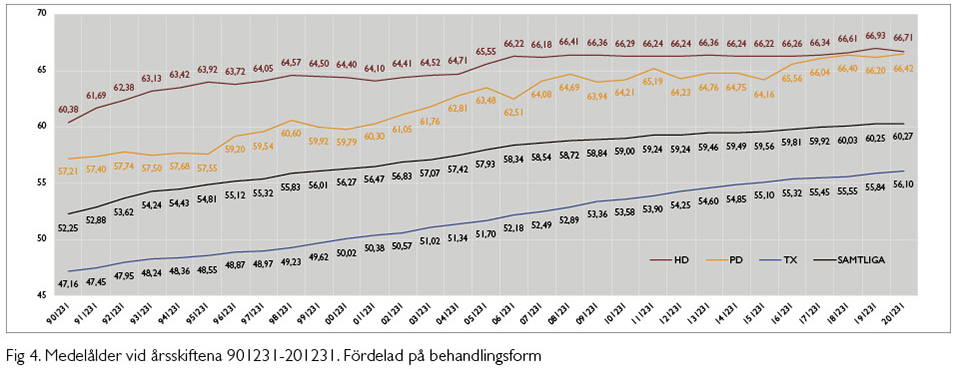 70
60,38 61,69 62,38 63,13 63,42 63,92 63,72 64,05 64,57 64,50 64,40 64,10 64,41 64,52 64,71 65,55 66,22 66,18 66,41 66,36 66,29 66,24 66,24 66,36 66,24 66,22 66,26 66,34 66,61 66,93 66,71
65
57,21 57,40 57,74 57,50 57,68 57,55 59,20 59,54 60,60 59,92 59,79 60,30 61,05 61,76 62,81 63,48 62,51 64,08 64,69 63,94 64,21 65,19 64,23 64,76 64,75 64,16 65,56 66,04 66,40 66,20 66,42
60
52,25 52,88 53,62 54,24 54,43 54,81 55,12 55,32 55,83 56,01 56,27 56,47 56,83 57,07 57,42 57,93 58,34 58,54 58,72 58,84 59,00 59,24 59,24 59,46 59,49 59,56 59,81 59,92 60,03 60,25 60,27
55
47,16 47,45 47,95 48,24 48,36 48,55 48,87 48,97 49,23 49,62 50,02 50,38 50,57 51,02 51,34 51,70 52,18 52,49 52,89 53,36 53,58 53,90 54,25 54,60 54,85 55,10 55,32 55,45 55,55 55,84 56,10
50
HD PD TX SAMTLIGA
45
901231 911231 921231 931231 941231 951231 961231 971231 981231 991231 001231 011231 021231 031231 041231 051231 061231 071231 081231 091231 101231 111231 121231 131231 141231 151231 161231 171231 181231 191231 201231
Fig 4. Medelålder vid årsskiftena 901231-201231. Fördelad på behandlingsform